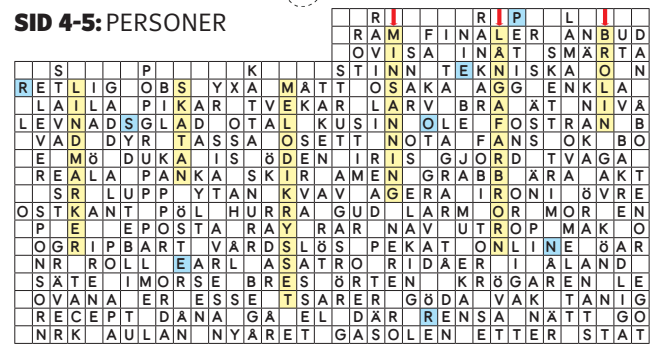 SID 4-5: PERSONER
R R P L
RAM FINALER ANBUD
OVISA INÅT SMÄRTA
S P K STINN TEKNISKA O N
RETLIG OBS YXA MÅTT OSAKA AGG ENKLA
LAILA PIKAR TVEKAR LARV BRA ÄT NIVÅ
LEVNADSGLAD OTAL KUSIN OLE FOSTRAN B
VAD DYR TASSA OSETT NOTA FANS OK BO
E MÖ DUKA IS ÖDEN IRIS GJORD TVAGA
REALA PÄNKA SKIR AMEN GRABB ÄRA AKT
SR LUPP YTAN KVAV AGERA IRONI ÖVRE
OSTKANT PÖL HURRA GUD LARM OR MOR EN
P E EPOSTA RAY RAR NAV UTROP MAK O
OGRIPBART VÅRDSLÖS PEKAT ONLINE ÖAR
NR ROLL EARL ASATRO RIDÅER I ÅLAND
SÄTE IMORSE BRES ÖRTEN KRÖGAREN LE
OVANA ER ESSE TSARER GÖDA VAK TANIG
RECEPT DÅNA GÅ EL DÄR RENSA NÄTT GO
NRK AULAN NYÅRET GASOLEN ETTER STAT